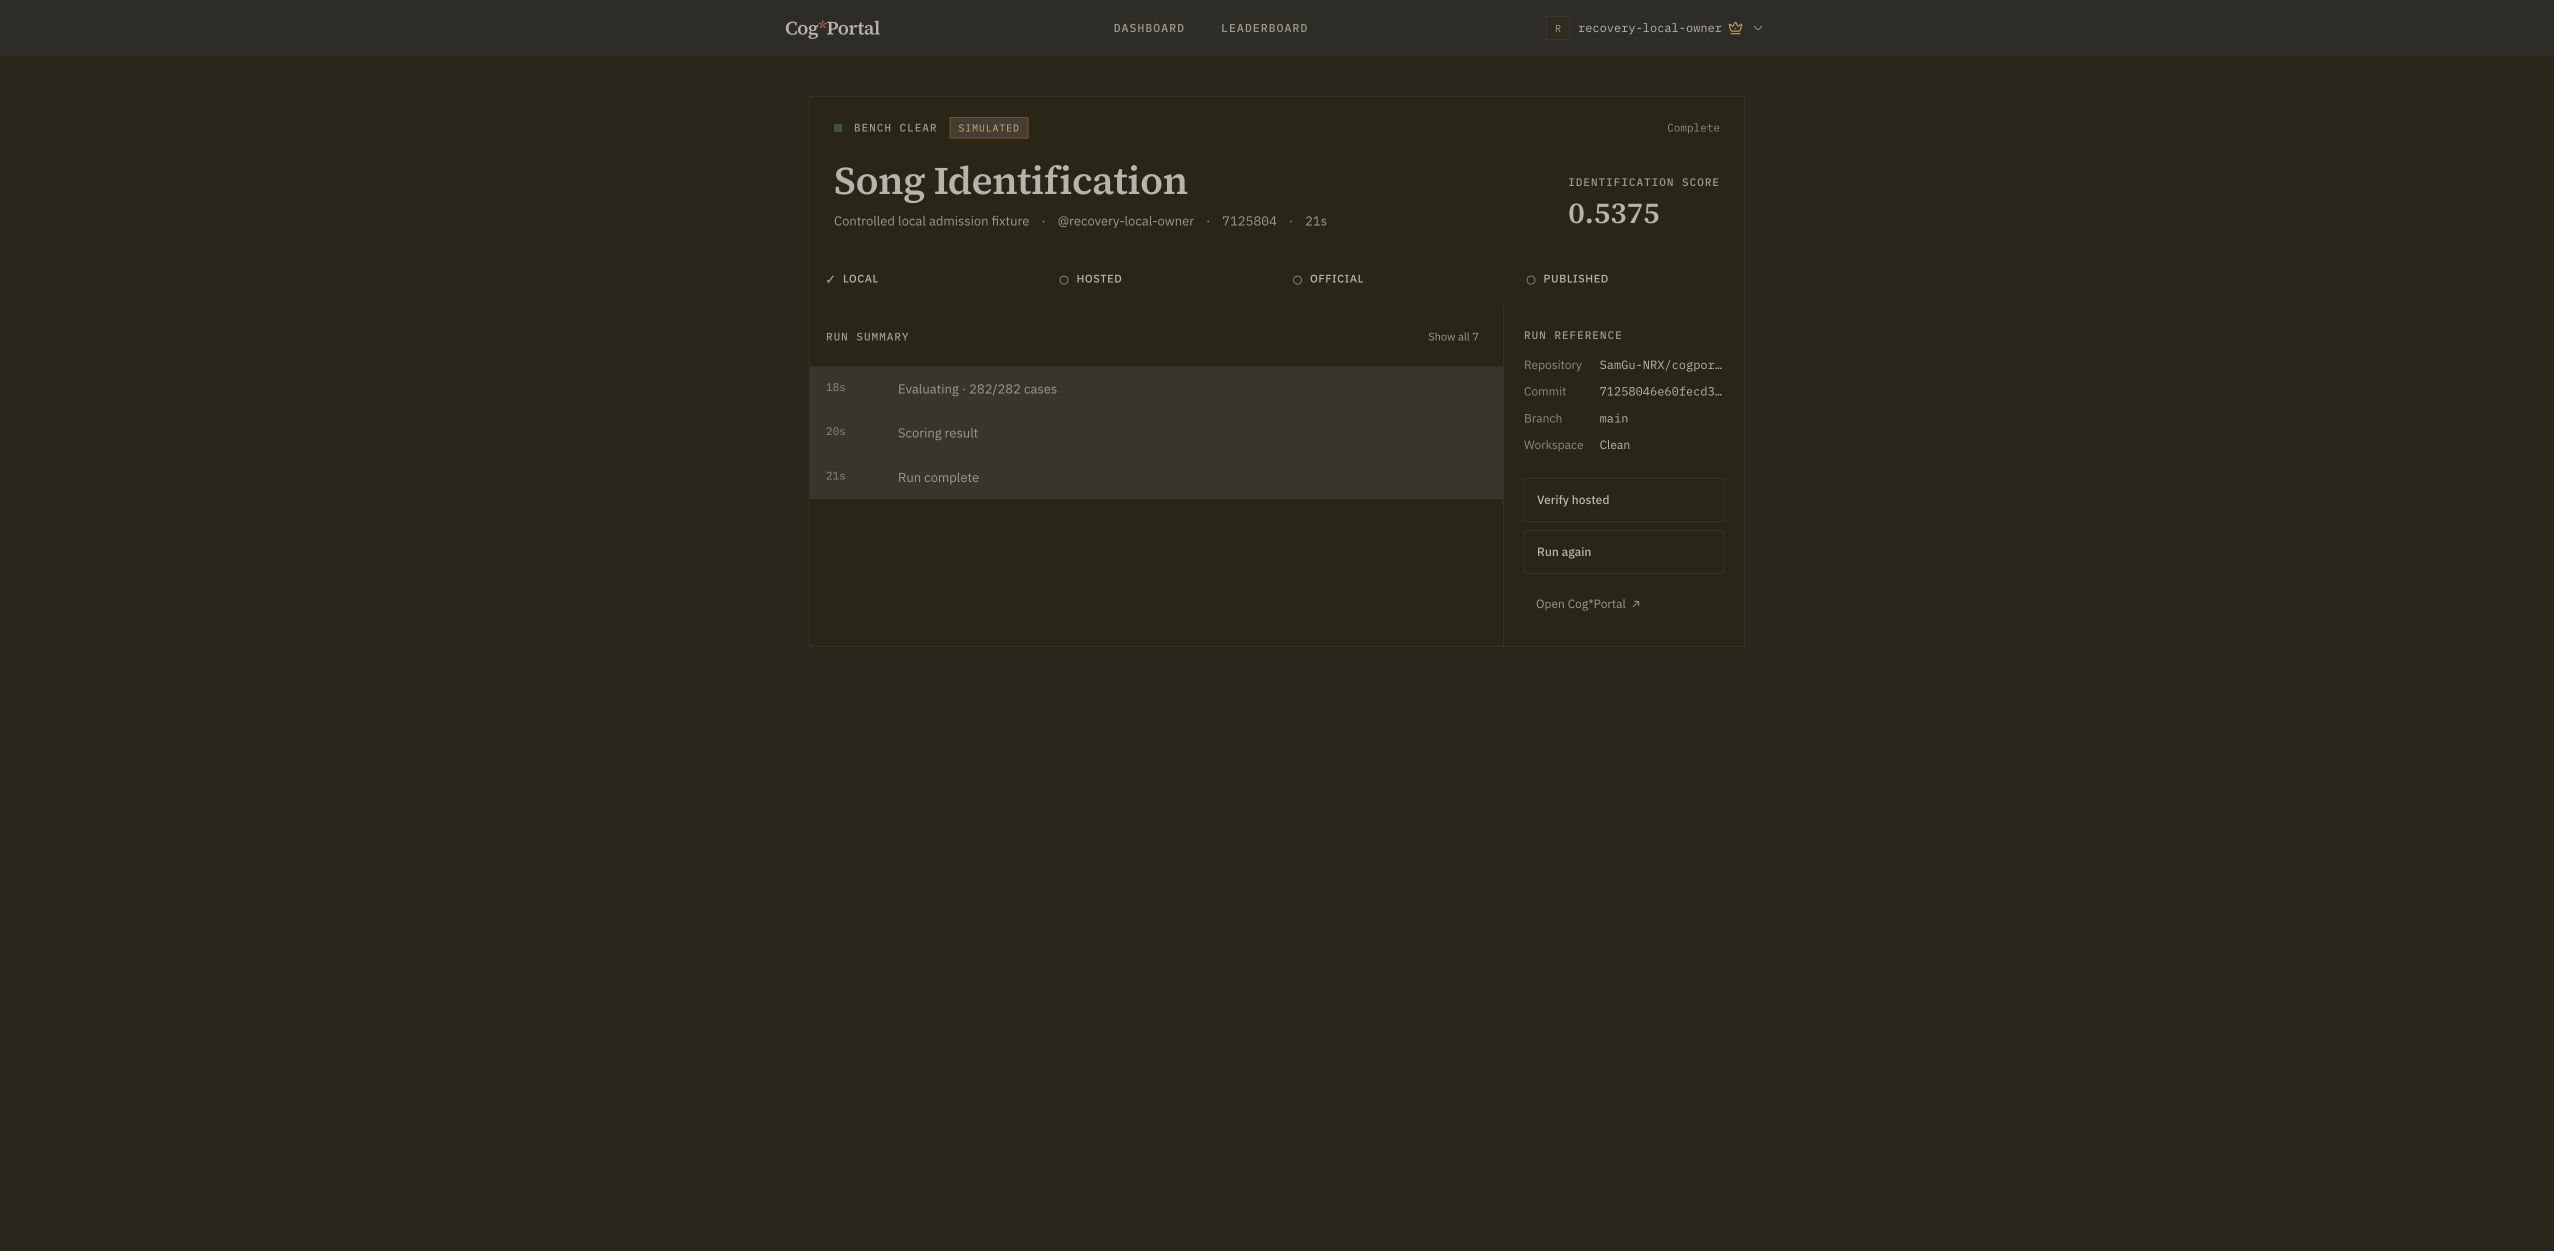 Cog*Portal
DASHBOARD LEADERBOARD
R recovery-local-owner
BENCH CLEAR SIMULATED
Complete
Song Identification
Controlled local admission fixture · @recovery-local-owner · 7125804 · 21s
IDENTIFICATION SCORE
0.5375
✓ LOCAL
○ HOSTED
○ OFFICIAL
○ PUBLISHED
RUN SUMMARY
Show all 7
18s Evaluating · 282/282 cases
20s Scoring result
21s Run complete
RUN REFERENCE
Repository SamGu-NRX/cogpor…
Commit 71258046e60fecd3…
Branch main
Workspace Clean
Verify hosted
Run again
Open Cog*Portal ↗